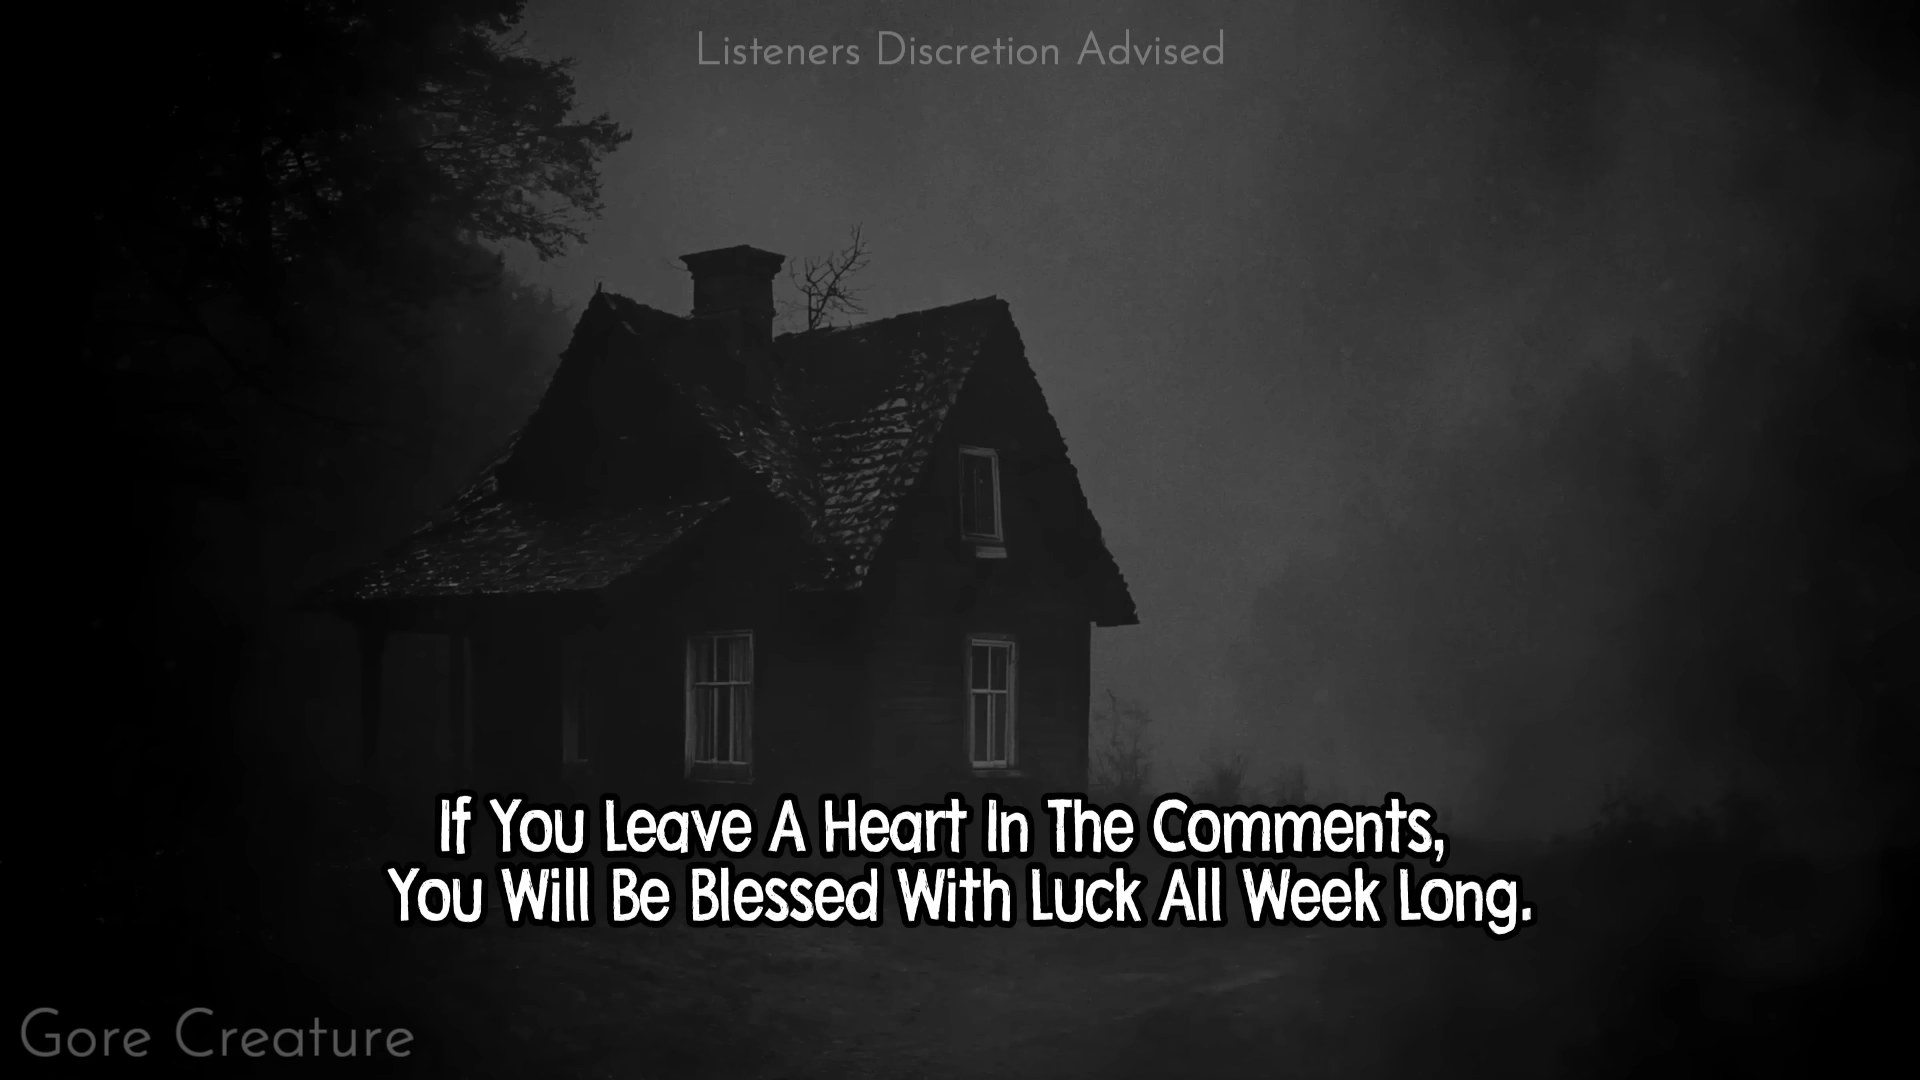 Listeners Discretion Advised
If You Leave A Heart In The Comments,
You Will Be Blessed With Luck All Week Long.
Gore Creature